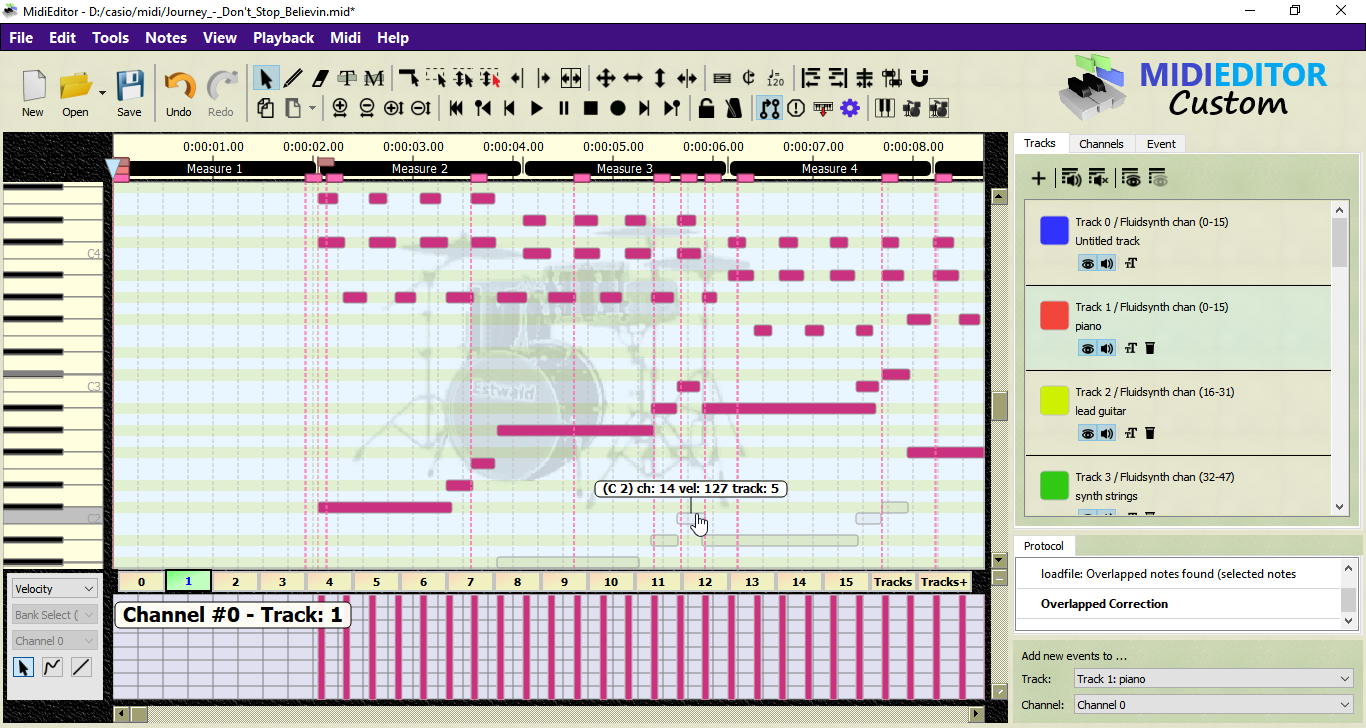 MidiEditor - D:/casio/midi/Journey_-_Don't_Stop_Believin.mid*
File Edit Tools Notes View Playback Midi Help
New Open Save Undo Redo
♩=120
MIDIEDITOR
Custom
0:00:01.00 0:00:02.00 0:00:03.00 0:00:04.00 0:00:05.00 0:00:06.00 0:00:07.00 0:00:08.00
Measure 1 Measure 2 Measure 3 Measure 4
C4
C3
C2
Estwald
(C 2) ch: 14 vel: 127 track: 5
0 1 2 3 4 5 6 7 8 9 10 11 12 13 14 15 Tracks Tracks+
Velocity
Bank Select (
Channel 0
Channel #0 - Track: 1
Tracks Channels Event
Track 0 / Fluidsynth chan (0-15)
Untitled track
Track 1 / Fluidsynth chan (0-15)
piano
Track 2 / Fluidsynth chan (16-31)
lead guitar
Track 3 / Fluidsynth chan (32-47)
synth strings
Protocol
loadfile: Overlapped notes found (selected notes
Overlapped Correction
Add new events to ...
Track: Track 1: piano
Channel: Channel 0